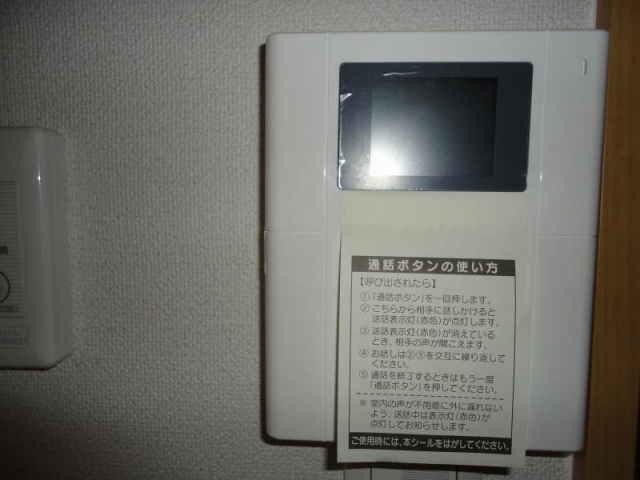 通話ボタンの使い方
【呼び出されたら】
①「通話ボタン」を一回押します。
② こちらから相手に話しかけると
送話表示灯(赤色)が点灯します。
③ 送話表示灯(赤色)が消えている
とき、相手の声が聞こえます。
④ お話しは②③を交互に繰り返して
ください。
⑤ 通話を終了するときはもう一度
「通話ボタン」を押してください。
※ 室内の声が不用意に外に漏れない
よう、送話中は表示灯(赤色)が
点灯してお知らせします。
ご使用時には、本シールをはがしてください。